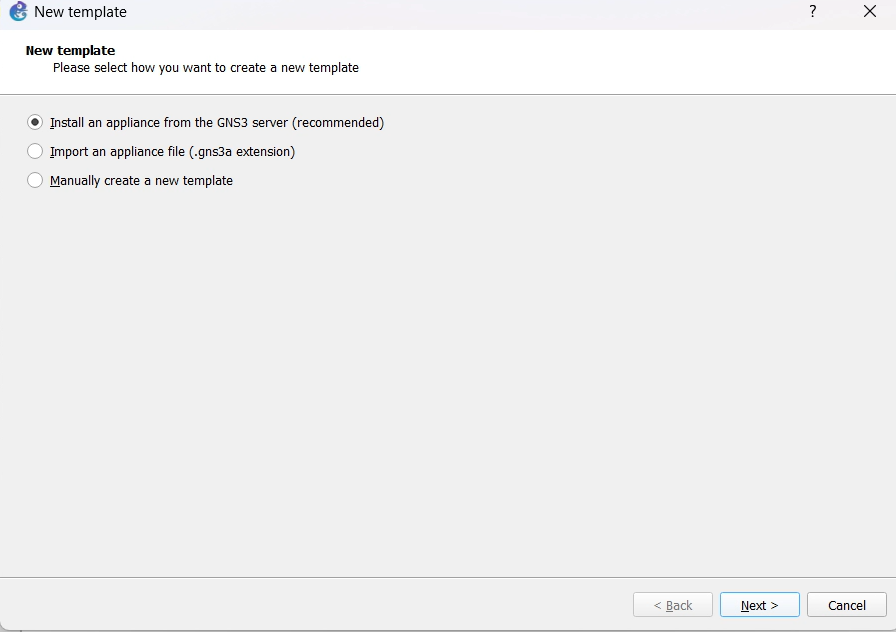 New template
?
New template
Please select how you want to create a new template
Install an appliance from the GNS3 server (recommended)
Import an appliance file (.gns3a extension)
Manually create a new template
< Back Next > Cancel